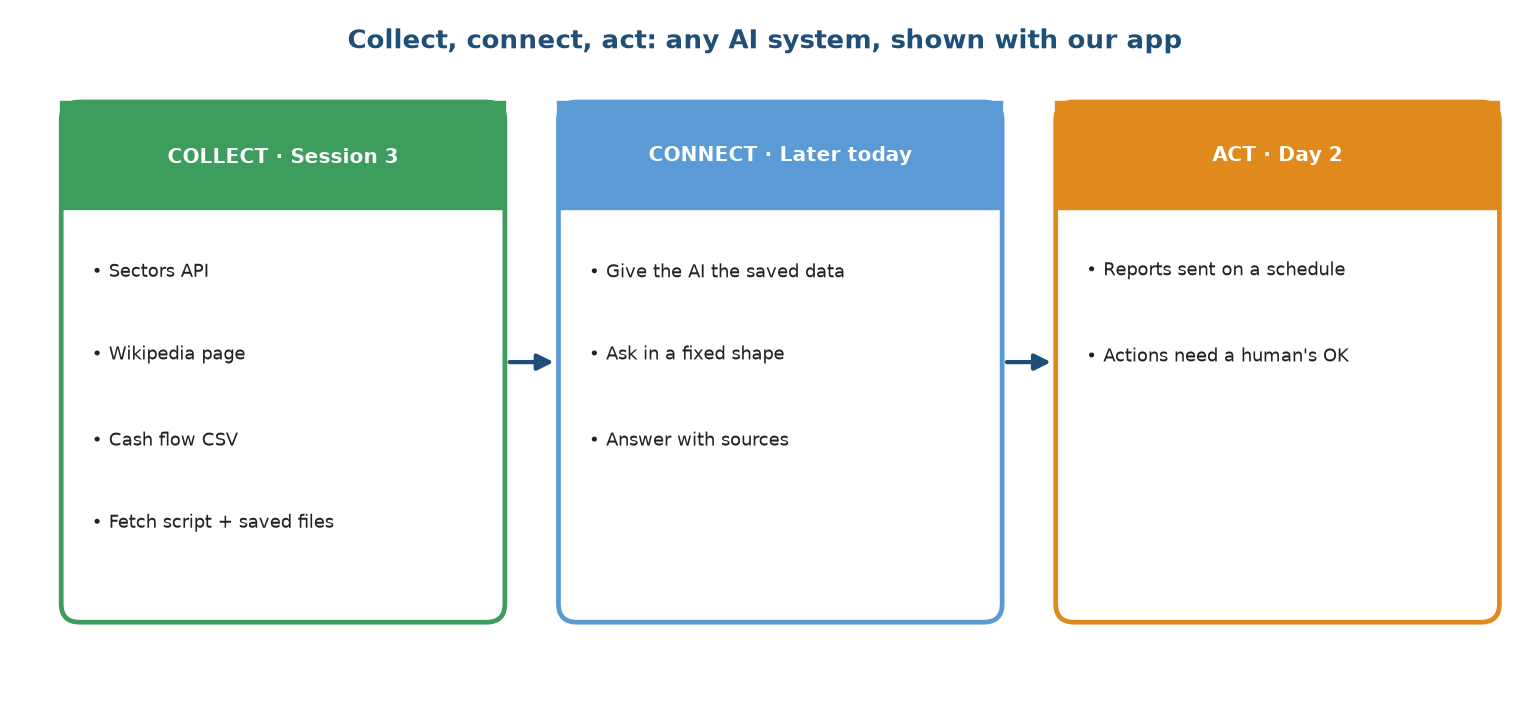 Collect, connect, act: any AI system, shown with our app
COLLECT · Session 3
• Sectors API
• Wikipedia page
• Cash flow CSV
• Fetch script + saved files
CONNECT · Later today
• Give the AI the saved data
• Ask in a fixed shape
• Answer with sources
ACT · Day 2
• Reports sent on a schedule
• Actions need a human's OK